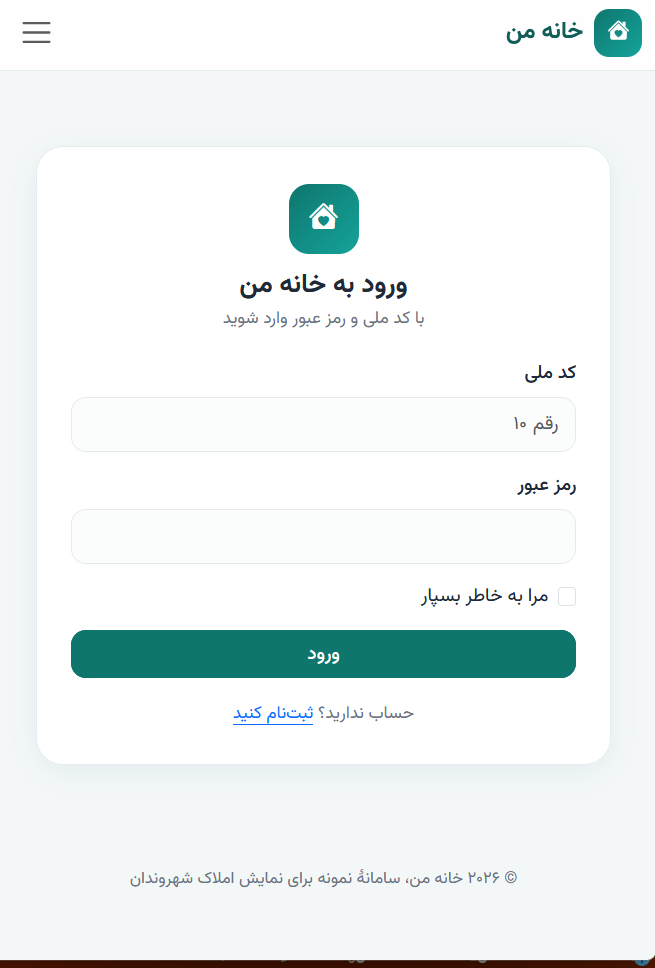 خانه من
ورود به خانه من
با کد ملی و رمز عبور وارد شوید
کد ملی
رقم ۱۰
رمز عبور
مرا به خاطر بسپار
ورود
حساب ندارید؟ ثبت‌نام کنید
© ۲۰۲۶ خانه من، سامانهٔ نمونه برای نمایش املاک شهروندان